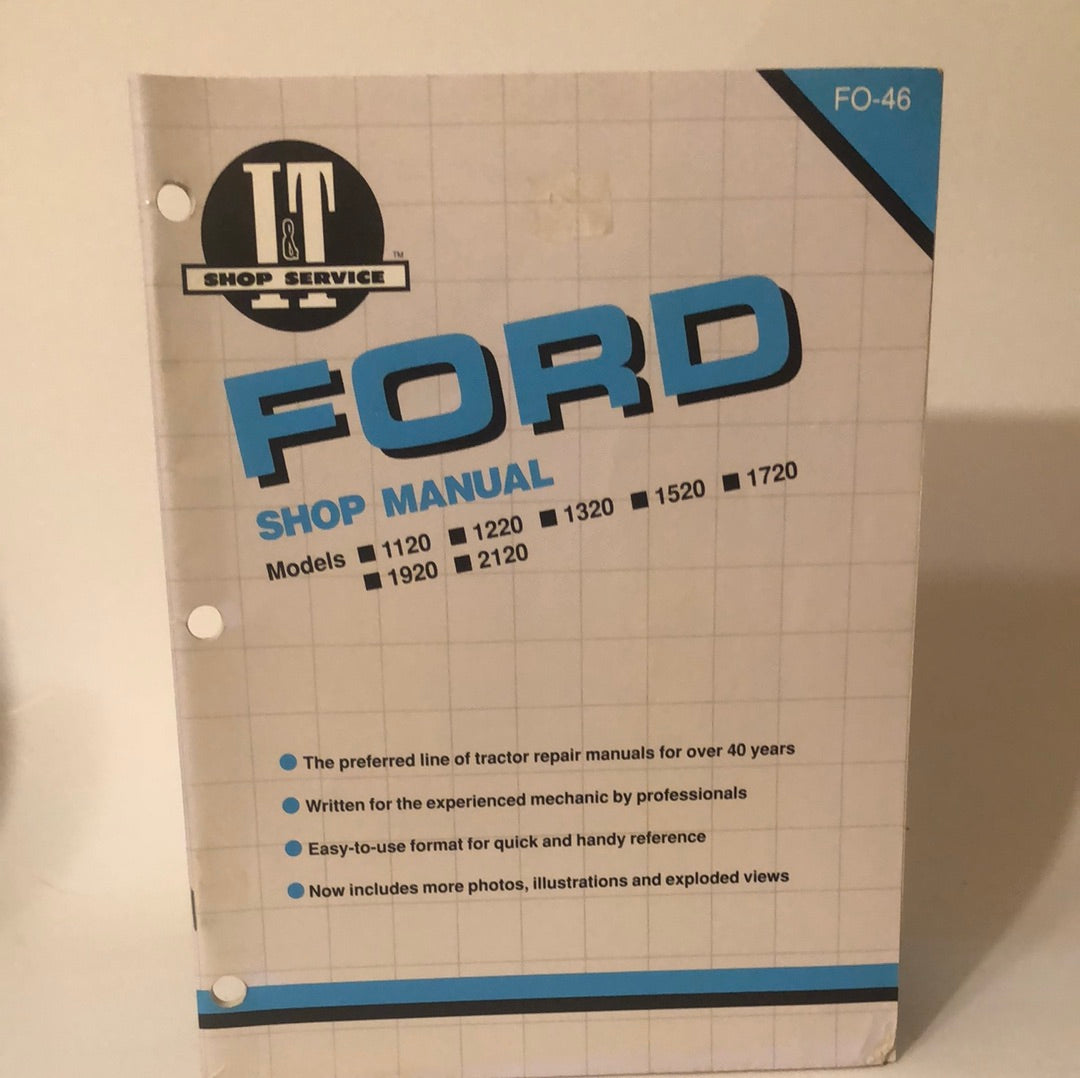 FO-46
I&T
™
SHOP SERVICE
FORD
SHOP MANUAL
Models ■ 1120 ■ 1220 ■ 1320 ■ 1520 ■ 1720
■ 1920 ■ 2120
● The preferred line of tractor repair manuals for over 40 years
● Written for the experienced mechanic by professionals
● Easy-to-use format for quick and handy reference
● Now includes more photos, illustrations and exploded views